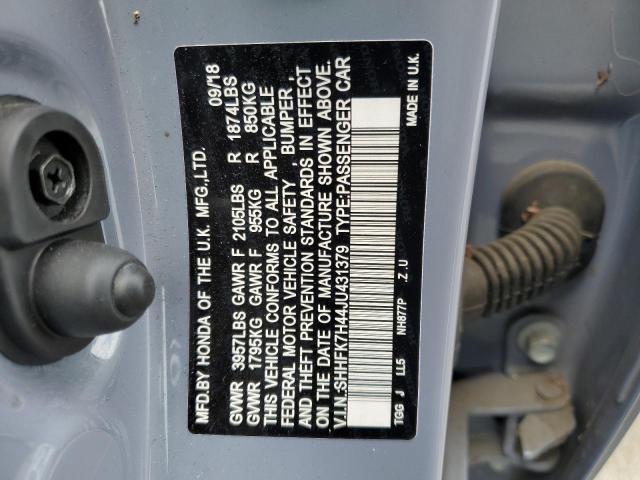 MFD.BY HONDA OF THE U.K. MFG.,LTD. 09/18
GVWR 3957LBS GAWR F 2105LBS R 1874LBS
GVWR 1795KG GAWR F 955KG R 850KG
THIS VEHICLE CONFORMS TO ALL APPLICABLE
FEDERAL MOTOR VEHICLE SAFETY , BUMPER ,
AND THEFT PREVENTION STANDARDS IN EFFECT
ON THE DATE OF MANUFACTURE SHOWN ABOVE.
V.I.N.:SHHFK7H44JU431379 TYPE:PASSENGER CAR
MADE IN U.K.
TGG J LL5 NH877P .Z U